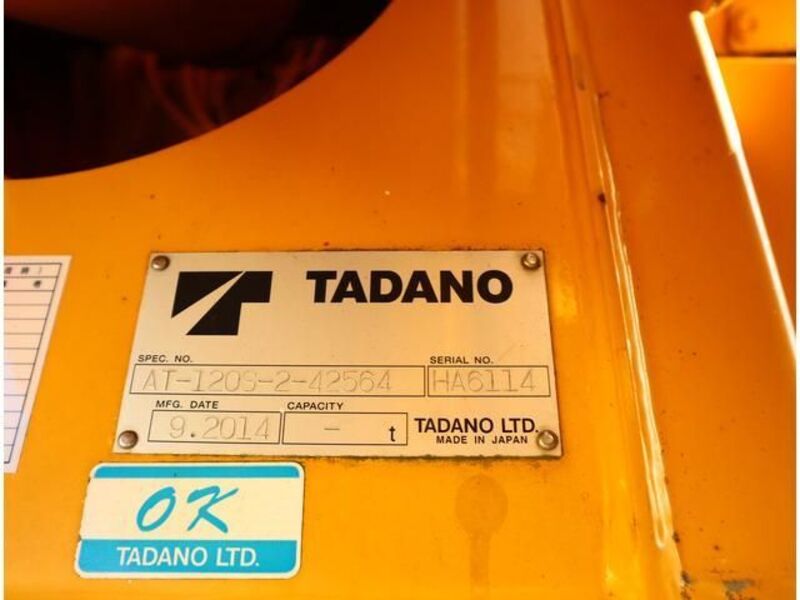 TADANO
SPEC. NO.
SERIAL NO.
AT-120S-2-42564
HA6114
MFG. DATE
CAPACITY
9.2014
- t
TADANO LTD.
MADE IN JAPAN
OK
TADANO LTD.